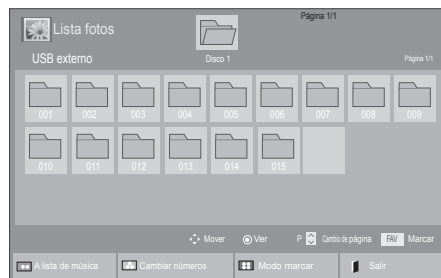 Lista fotos
Página 1/1
USB externo
Disco 1
Página 1/1
001 002 003 004 005 006 007 008 009
010 011 012 013 014 015
Mover Ver P Cambio de página FAV Marcar
A lista de música Cambiar números Modo marcar Salir